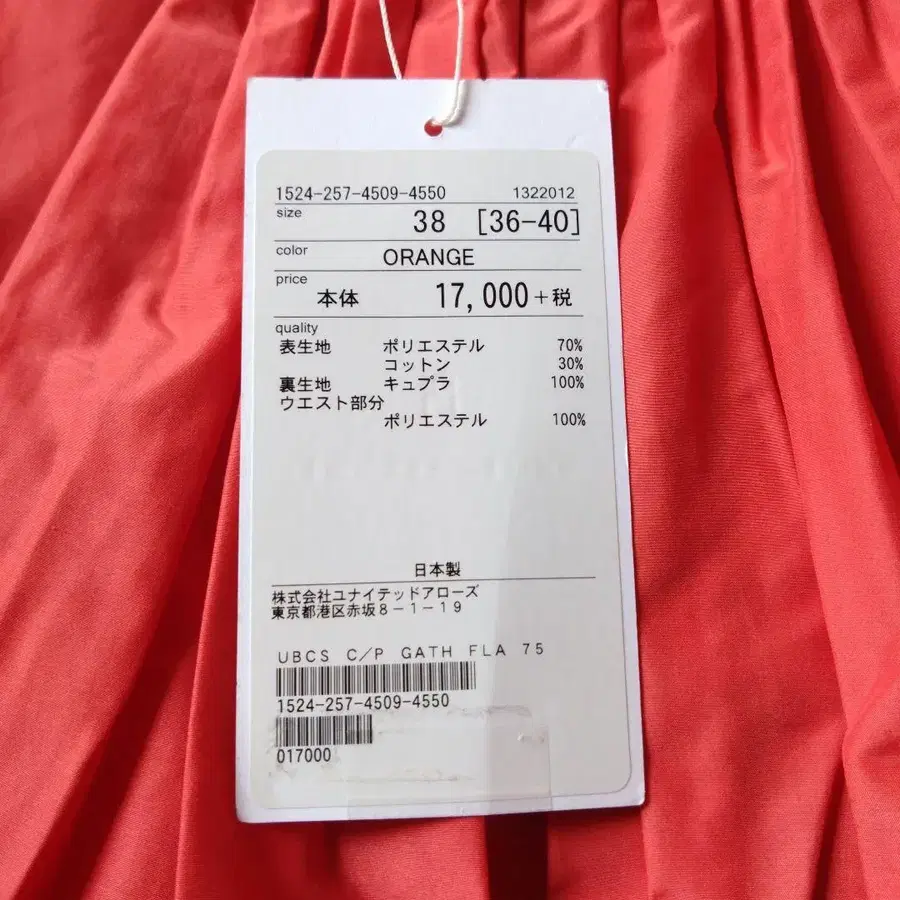 1524-257-4509-4550 1322012
size 38 [36-40]
color ORANGE
price 本体 17,000+税
quality
表生地 ポリエステル 70%
コットン 30%
裏生地 キュプラ 100%
ウエスト部分
ポリエステル 100%
日本製
株式会社ユナイテッドアローズ
東京都港区赤坂8-1-19
UBCS C/P GATH FLA 75
1524-257-4509-4550
017000